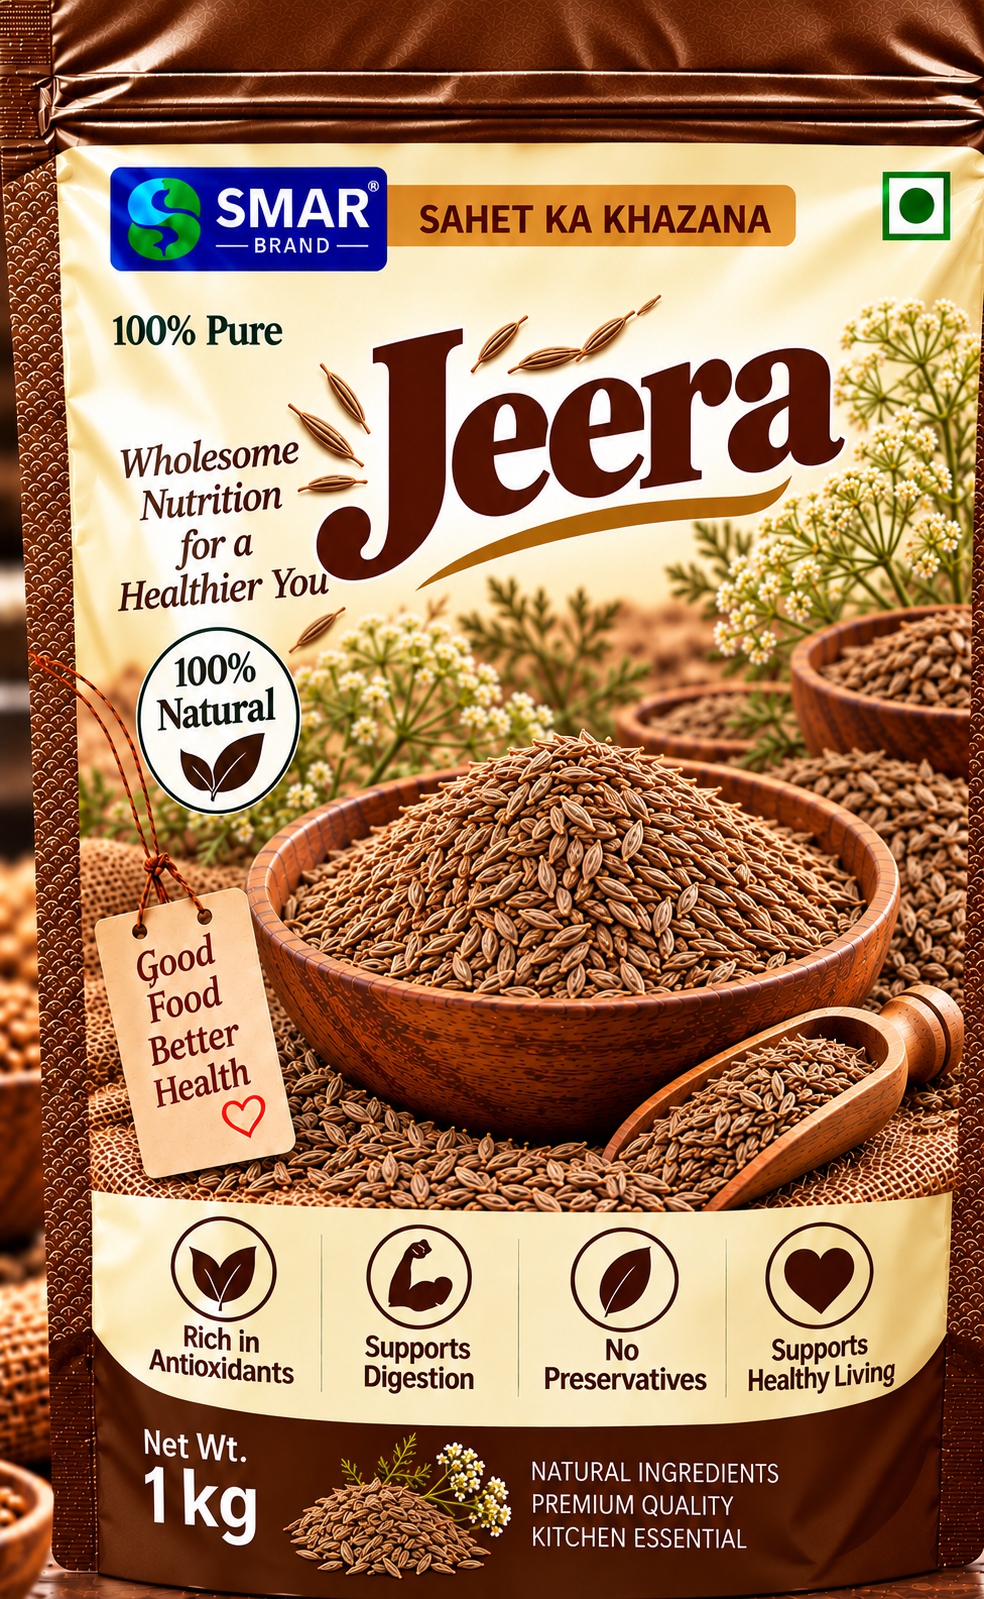 SMAR®
BRAND
SAHET KA KHAZANA
100% Pure
Jeera
Wholesome
Nutrition
for a
Healthier You
100%
Natural
Good
Food
Better
Health
Rich in
Antioxidants
Supports
Digestion
No
Preservatives
Supports
Healthy Living
Net Wt.
1 kg
NATURAL INGREDIENTS
PREMIUM QUALITY
KITCHEN ESSENTIAL